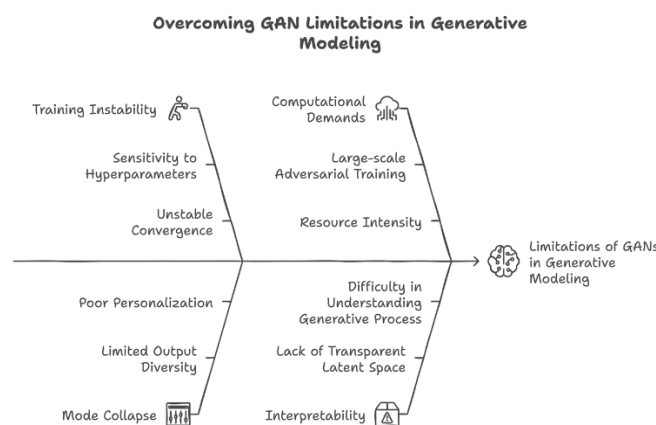 Overcoming GAN Limitations in Generative
Modeling
Training Instability
Sensitivity to
Hyperparameters
Unstable
Convergence
Computational
Demands
Large-scale
Adversarial Training
Resource Intensity
Limitations of GANs
in Generative
Modeling
Poor Personalization
Limited Output
Diversity
Mode Collapse
Difficulty in
Understanding
Generative Process
Lack of Transparent
Latent Space
Interpretability